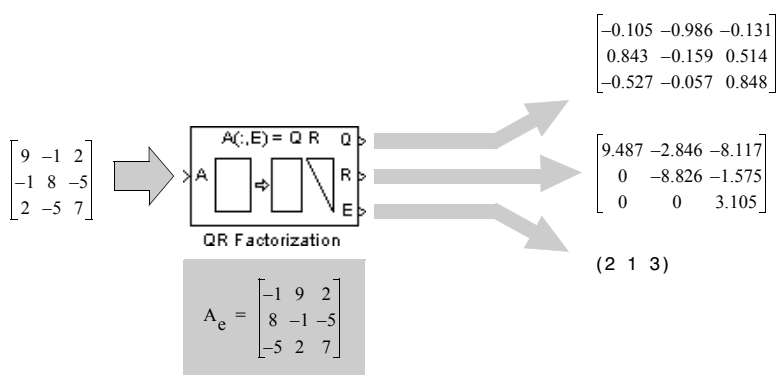 −0.105 −0.986 −0.131
0.843 −0.159 0.514
−0.527 −0.057 0.848
A(:,E) = Q R
Q
A
R
E
QR Factorization
9 −1 2
−1 8 −5
2 −5 7
9.487 −2.846 −8.117
0 −8.826 −1.575
0 0 3.105
(2 1 3)
Ae =
−1 9 2
8 −1 −5
−5 2 7